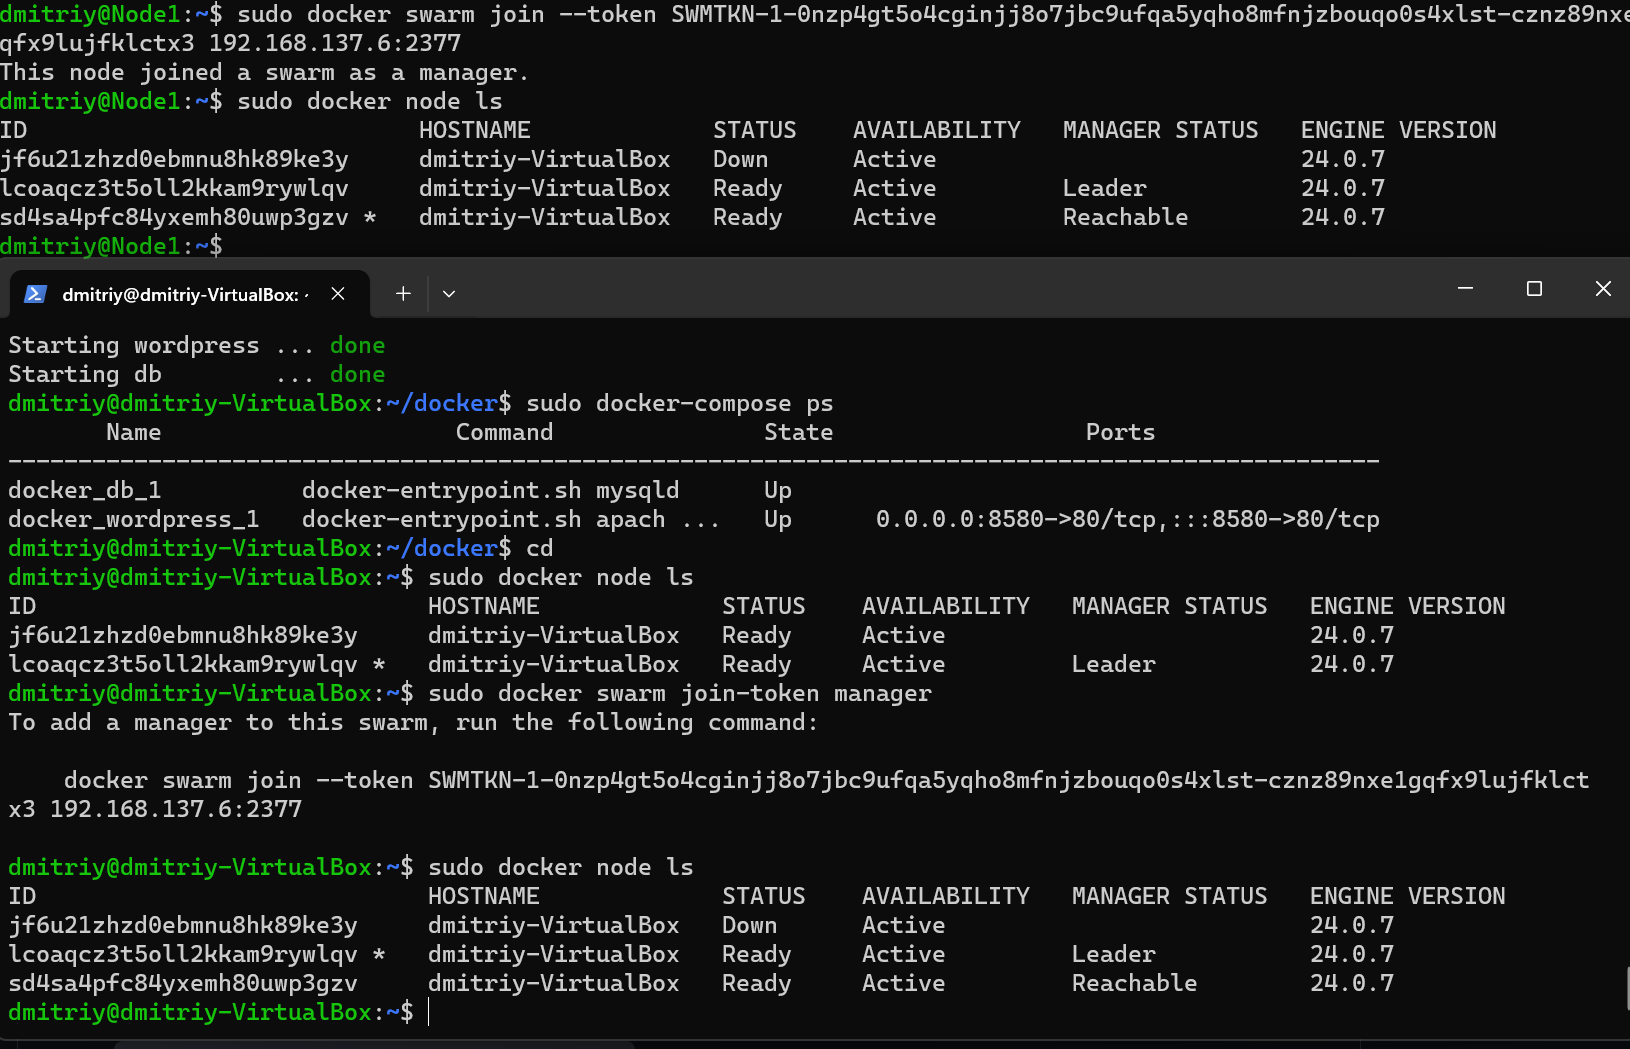 dmitriy@Node1:~$ sudo docker swarm join --token SWMTKN-1-0nzp4gt5o4cginjj8o7jbc9ufqa5yqho8mfnjzbouqo0s4xlst-cznz89nxe
qfx9lujfklctx3 192.168.137.6:2377
This node joined a swarm as a manager.
dmitriy@Node1:~$ sudo docker node ls
ID HOSTNAME STATUS AVAILABILITY MANAGER STATUS ENGINE VERSION
jf6u21zhzd0ebmnu8hk89ke3y dmitriy-VirtualBox Down Active 24.0.7
lcoaqcz3t5oll2kkam9rywlqv dmitriy-VirtualBox Ready Active Leader 24.0.7
sd4sa4pfc84yxemh80uwp3gzv * dmitriy-VirtualBox Ready Active Reachable 24.0.7
dmitriy@Node1:~$
dmitriy@dmitriy-VirtualBox:
Starting wordpress ... done
Starting db ... done
dmitriy@dmitriy-VirtualBox:~/docker$ sudo docker-compose ps
Name Command State Ports
--------------------------------------------------------------------------------------------------
docker_db_1 docker-entrypoint.sh mysqld Up
docker_wordpress_1 docker-entrypoint.sh apach ... Up 0.0.0.0:8580->80/tcp,:::8580->80/tcp
dmitriy@dmitriy-VirtualBox:~/docker$ cd
dmitriy@dmitriy-VirtualBox:~$ sudo docker node ls
ID HOSTNAME STATUS AVAILABILITY MANAGER STATUS ENGINE VERSION
jf6u21zhzd0ebmnu8hk89ke3y dmitriy-VirtualBox Ready Active 24.0.7
lcoaqcz3t5oll2kkam9rywlqv * dmitriy-VirtualBox Ready Active Leader 24.0.7
dmitriy@dmitriy-VirtualBox:~$ sudo docker swarm join-token manager
To add a manager to this swarm, run the following command:
docker swarm join --token SWMTKN-1-0nzp4gt5o4cginjj8o7jbc9ufqa5yqho8mfnjzbouqo0s4xlst-cznz89nxe1gqfx9lujfklct
x3 192.168.137.6:2377
dmitriy@dmitriy-VirtualBox:~$ sudo docker node ls
ID HOSTNAME STATUS AVAILABILITY MANAGER STATUS ENGINE VERSION
jf6u21zhzd0ebmnu8hk89ke3y dmitriy-VirtualBox Down Active 24.0.7
lcoaqcz3t5oll2kkam9rywlqv * dmitriy-VirtualBox Ready Active Leader 24.0.7
sd4sa4pfc84yxemh80uwp3gzv dmitriy-VirtualBox Ready Active Reachable 24.0.7
dmitriy@dmitriy-VirtualBox:~$